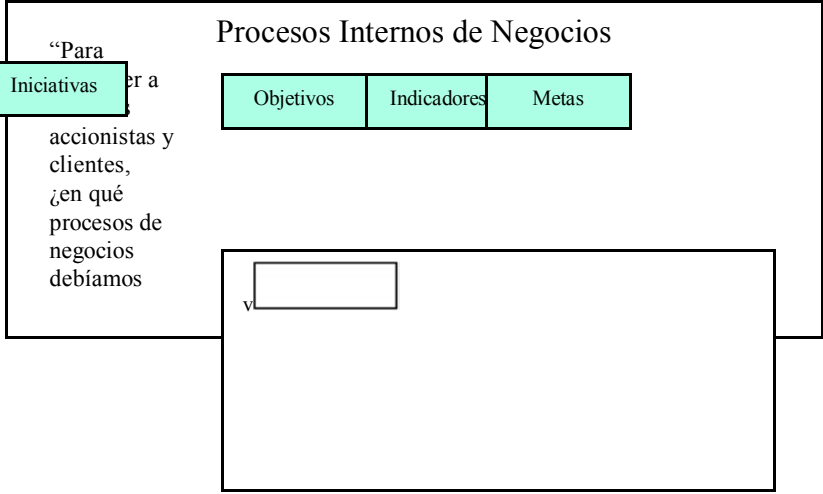 Procesos Internos de Negocios
“Para
er a
accionistas y
clientes,
¿en qué
procesos de
negocios
debíamos
Iniciativas
Objetivos
Indicadores
Metas
v